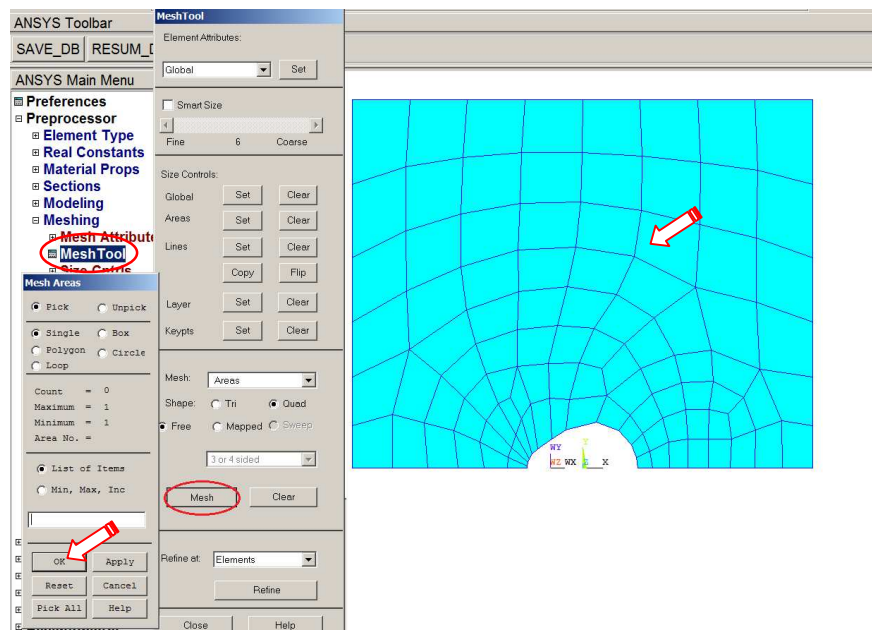 ANSYS Toolbar
SAVE_DB RESUM_D
ANSYS Main Menu
Preferences
Preprocessor
Element Type
Real Constants
Material Props
Sections
Modeling
Meshing
Mesh Attribute
MeshTool
Size Cntrls
Mesh Areas
Pick Unpick
Single Box
Polygon Circle
Loop
Count = 0
Maximum = 1
Minimum = 1
Area No. =
List of Items
Min, Max, Inc
OK Apply
Reset Cancel
Pick All Help
MeshTool
Element Attributes:
Global Set
Smart Size
Fine 6 Coarse
Size Controls:
Global Set Clear
Areas Set Clear
Lines Set Clear
Copy Flip
Layer Set Clear
Keypts Set Clear
Mesh: Areas
Shape: Tri Quad
Free Mapped Sweep
3 or 4 sided
Mesh Clear
Refine at: Elements
Refine
Close Help
WY Y
WZ WX Z X